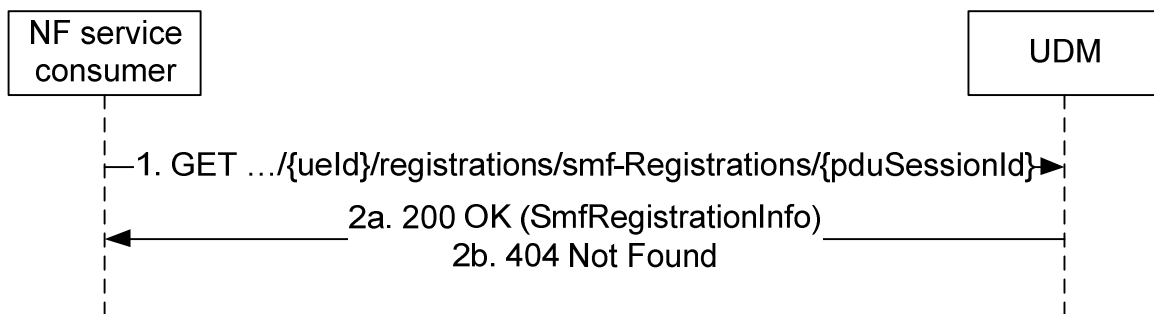 NF service
consumer
UDM
1. GET …/{ueId}/registrations/smf-Registrations/{pduSessionId}
2a. 200 OK (SmfRegistrationInfo)
2b. 404 Not Found